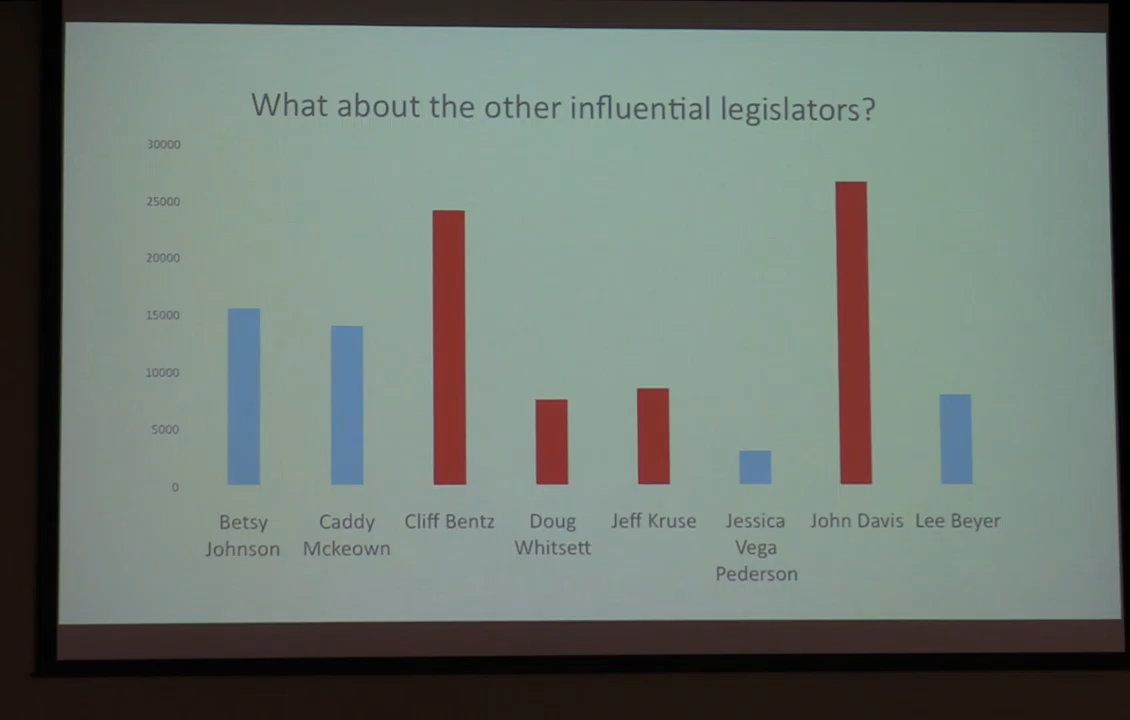 What about the other influential legislators?
30000
25000
20000
15000
10000
5000
0
Betsy
Johnson
Caddy
Mckeown
Cliff Bentz
Doug
Whitsett
Jeff Kruse
Jessica
Vega
Pederson
John Davis
Lee Beyer